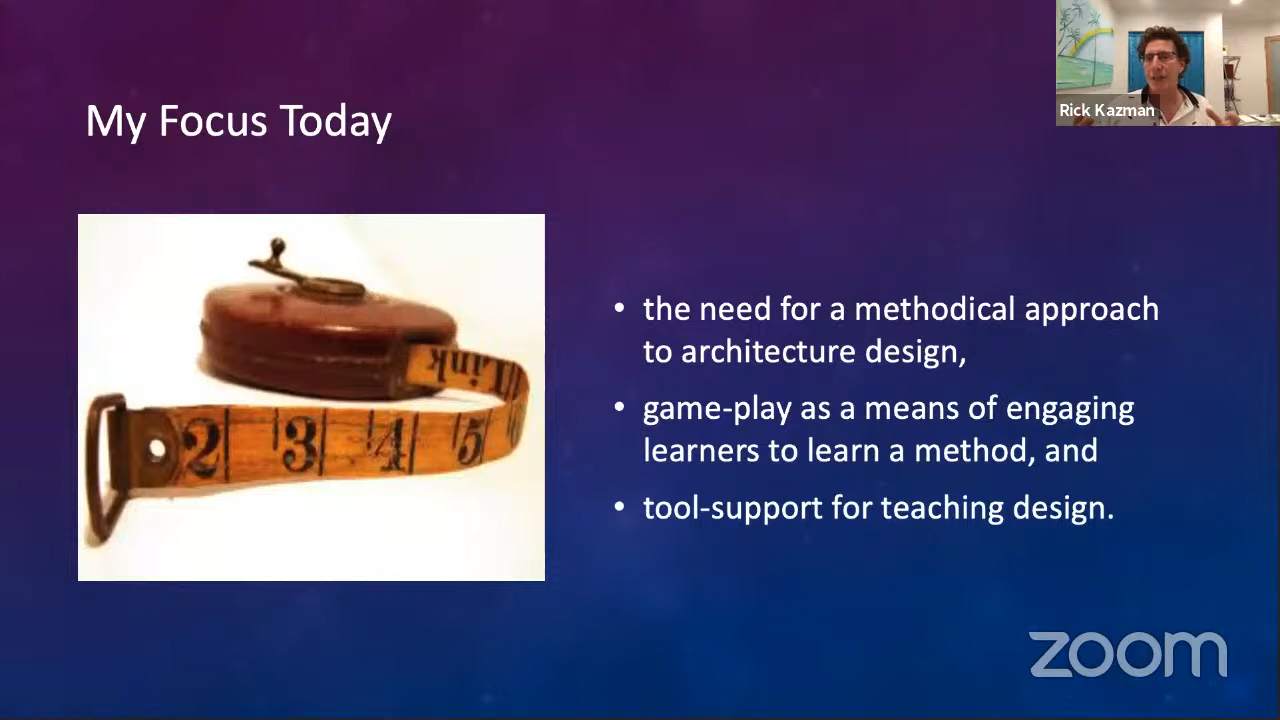 Rick Kazman
My Focus Today
Link
2 3 4 5
• the need for a methodical approach
to architecture design,
• game-play as a means of engaging
learners to learn a method, and
• tool-support for teaching design.
zoom